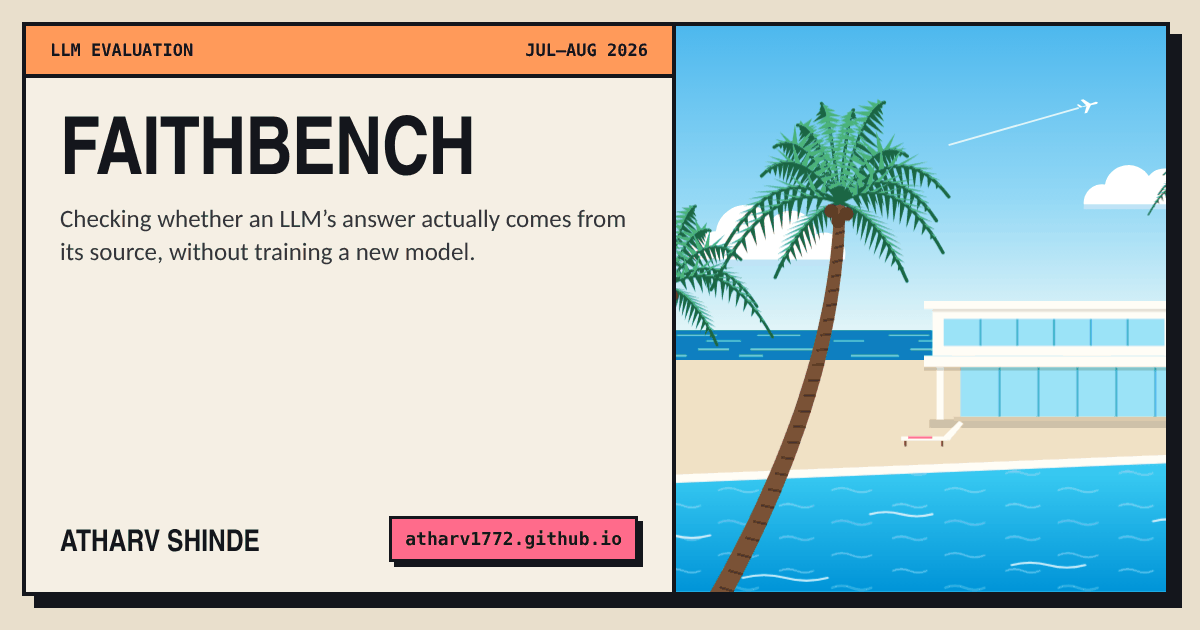 LLM EVALUATION
JUL–AUG 2026
FAITHBENCH
Checking whether an LLM’s answer actually comes from
its source, without training a new model.
ATHARV SHINDE
atharv1772.github.io